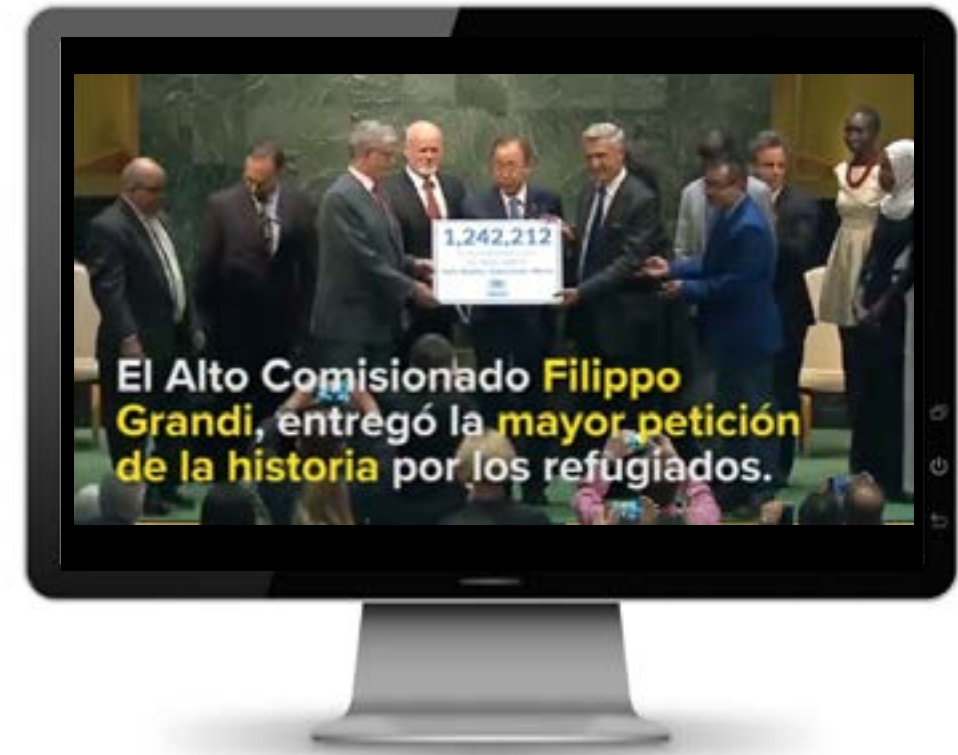 1,242,212
El Alto Comisionado Filippo
Grandi, entregó la mayor petición
de la historia por los refugiados.